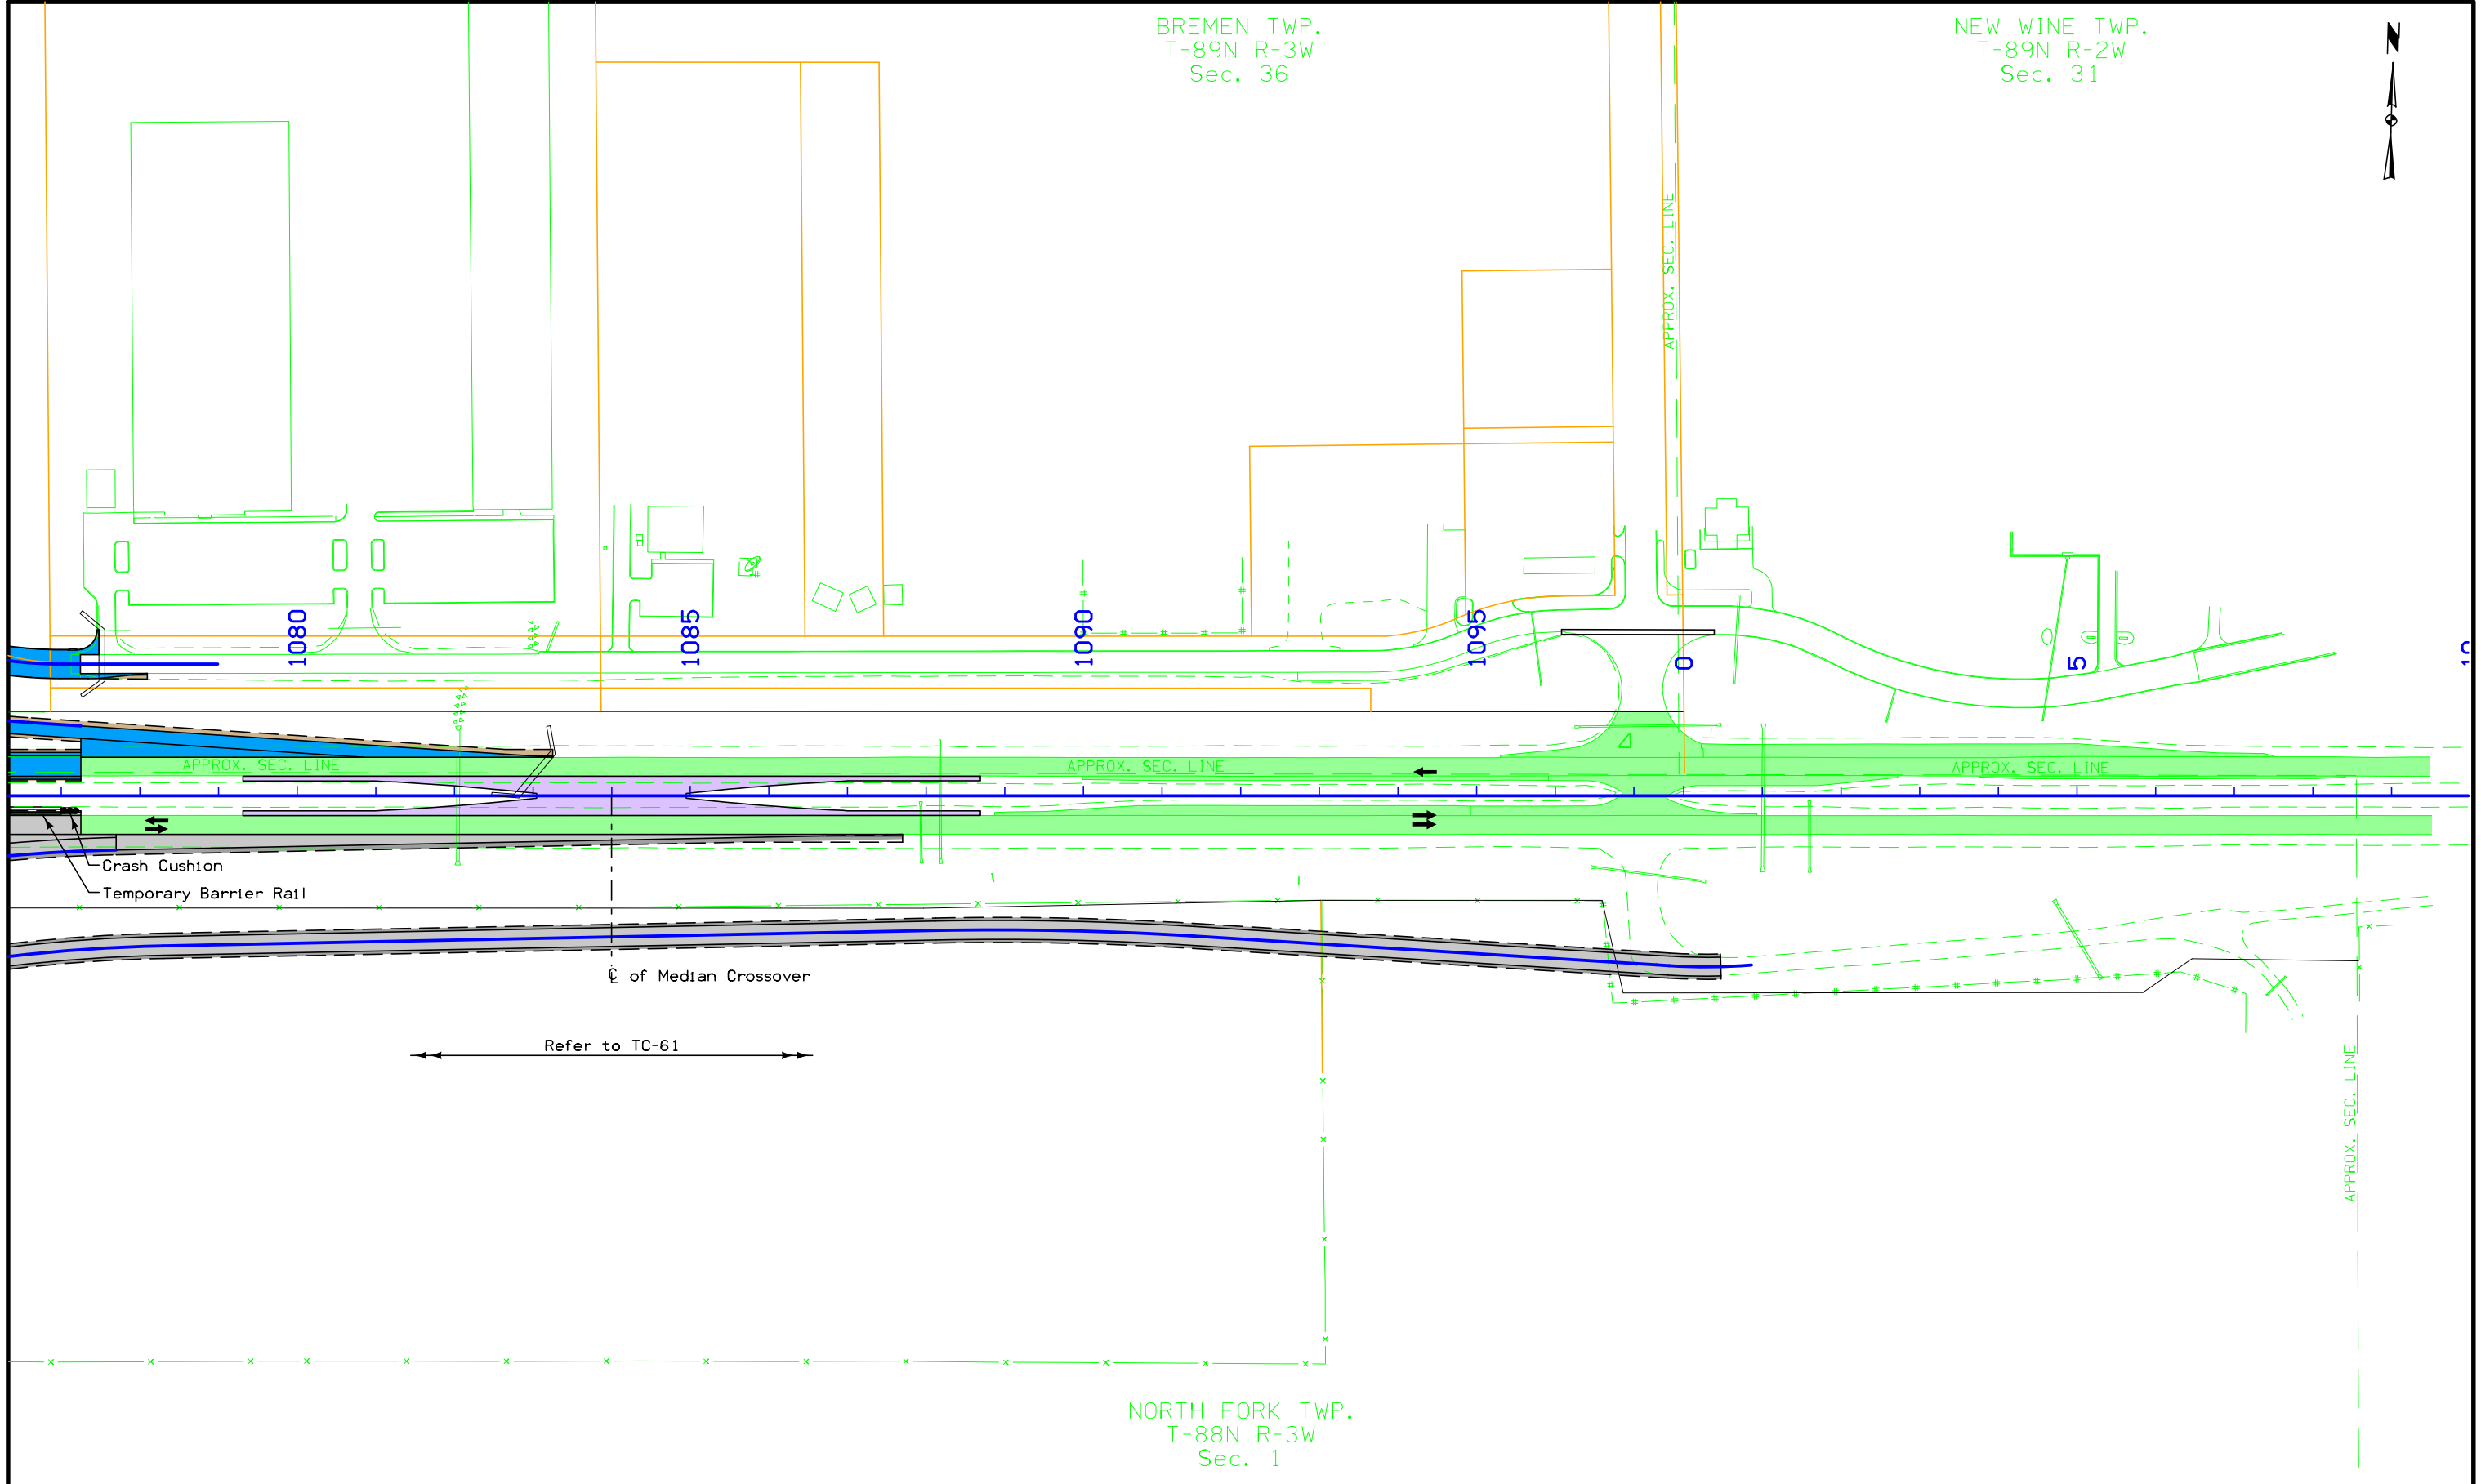 BREMEN TWP.
T-89N R-3W
Sec. 36
NEW WINE TWP.
T-89N R-2W
Sec. 31
N
APPROX. SEC. LINE
1080
1085
1090
1095
0
5
APPROX. SEC. LINE
APPROX. SEC. LINE
APPROX. SEC. LINE
Crash Cushion
Temporary Barrier Rail
℄ of Median Crossover
Refer to TC-61
APPROX. SEC. LINE
NORTH FORK TWP.
T-88N R-3W
Sec. 1